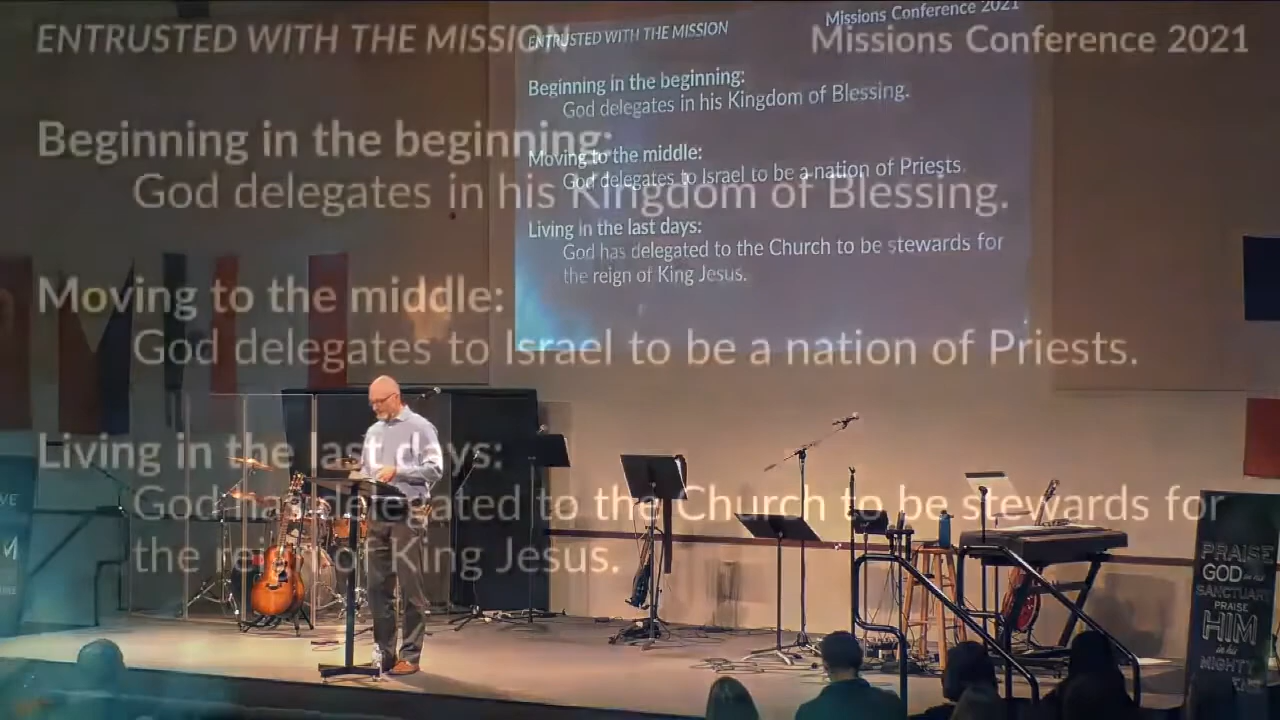 ENTRUSTED WITH THE MISSION
Missions Conference 2021
Beginning in the beginning:
God delegates in his Kingdom of Blessing.
Moving to the middle:
God delegates to Israel to be a nation of Priests.
Living in the last days:
God has delegated to the Church to be stewards for
the reign of King Jesus.
ENTRUSTED WITH THE MISSION
Missions Conference 2021
Beginning in the beginning:
God delegates in his Kingdom of Blessing.
Moving to the middle:
God delegates to Israel to be a nation of Priests.
Living in the last days:
God has delegated to the Church to be stewards for
the reign of King Jesus.
PRAISE
GOD in his
SANCTUARY
PRAISE
HIM
in his
MIGHTY